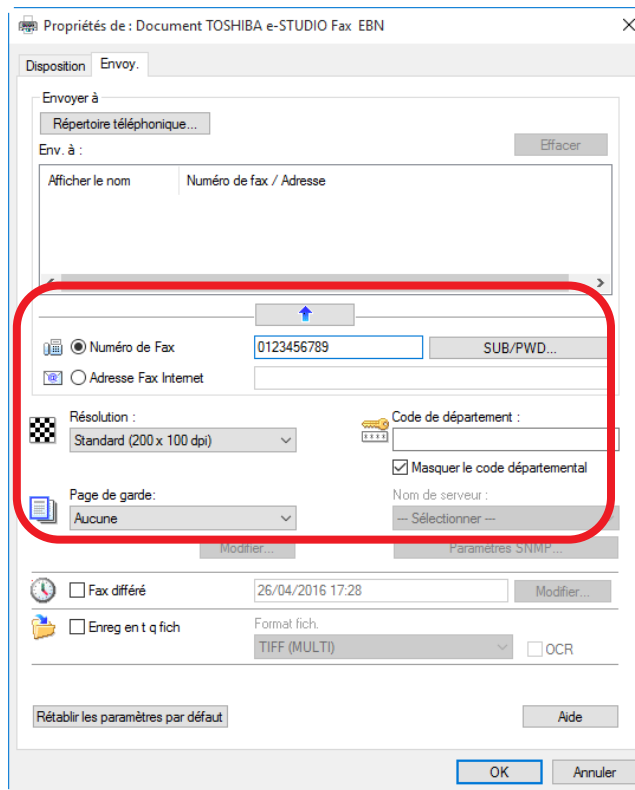 Propriétés de : Document TOSHIBA e-STUDIO Fax EBN
Disposition Envoy.
Envoyer à
Répertoire téléphonique...
Env. à : Effacer
Afficher le nom Numéro de fax / Adresse
Numéro de Fax 0123456789 SUB/PWD...
Adresse Fax Internet
Résolution : Code de département :
Standard (200 x 100 dpi)
Masquer le code départemental
Page de garde: Nom de serveur :
Aucune --- Sélectionner ---
Modifier... Paramètres SNMP...
Fax différé 26/04/2016 17:28 Modifier...
Enreg en t q fich Format fich.
TIFF (MULTI) OCR
Rétablir les paramètres par défaut Aide
OK Annuler